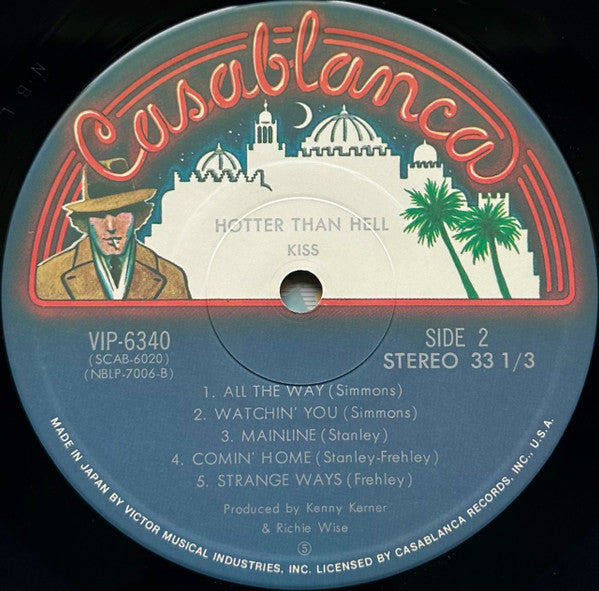 N B L
Casablanca
HOTTER THAN HELL
KISS
VIP-6340
(SCAB-6020)
(NBLP-7006-B)
SIDE 2
STEREO 33 1/3
1. ALL THE WAY (Simmons)
2. WATCHIN' YOU (Simmons)
3. MAINLINE (Stanley)
4. COMIN' HOME (Stanley-Frehley)
5. STRANGE WAYS (Frehley)
Produced by Kenny Kerner
& Richie Wise
⑤
MADE IN JAPAN BY VICTOR MUSICAL INDUSTRIES, INC. LICENSED BY CASABLANCA RECORDS, INC., U.S.A.